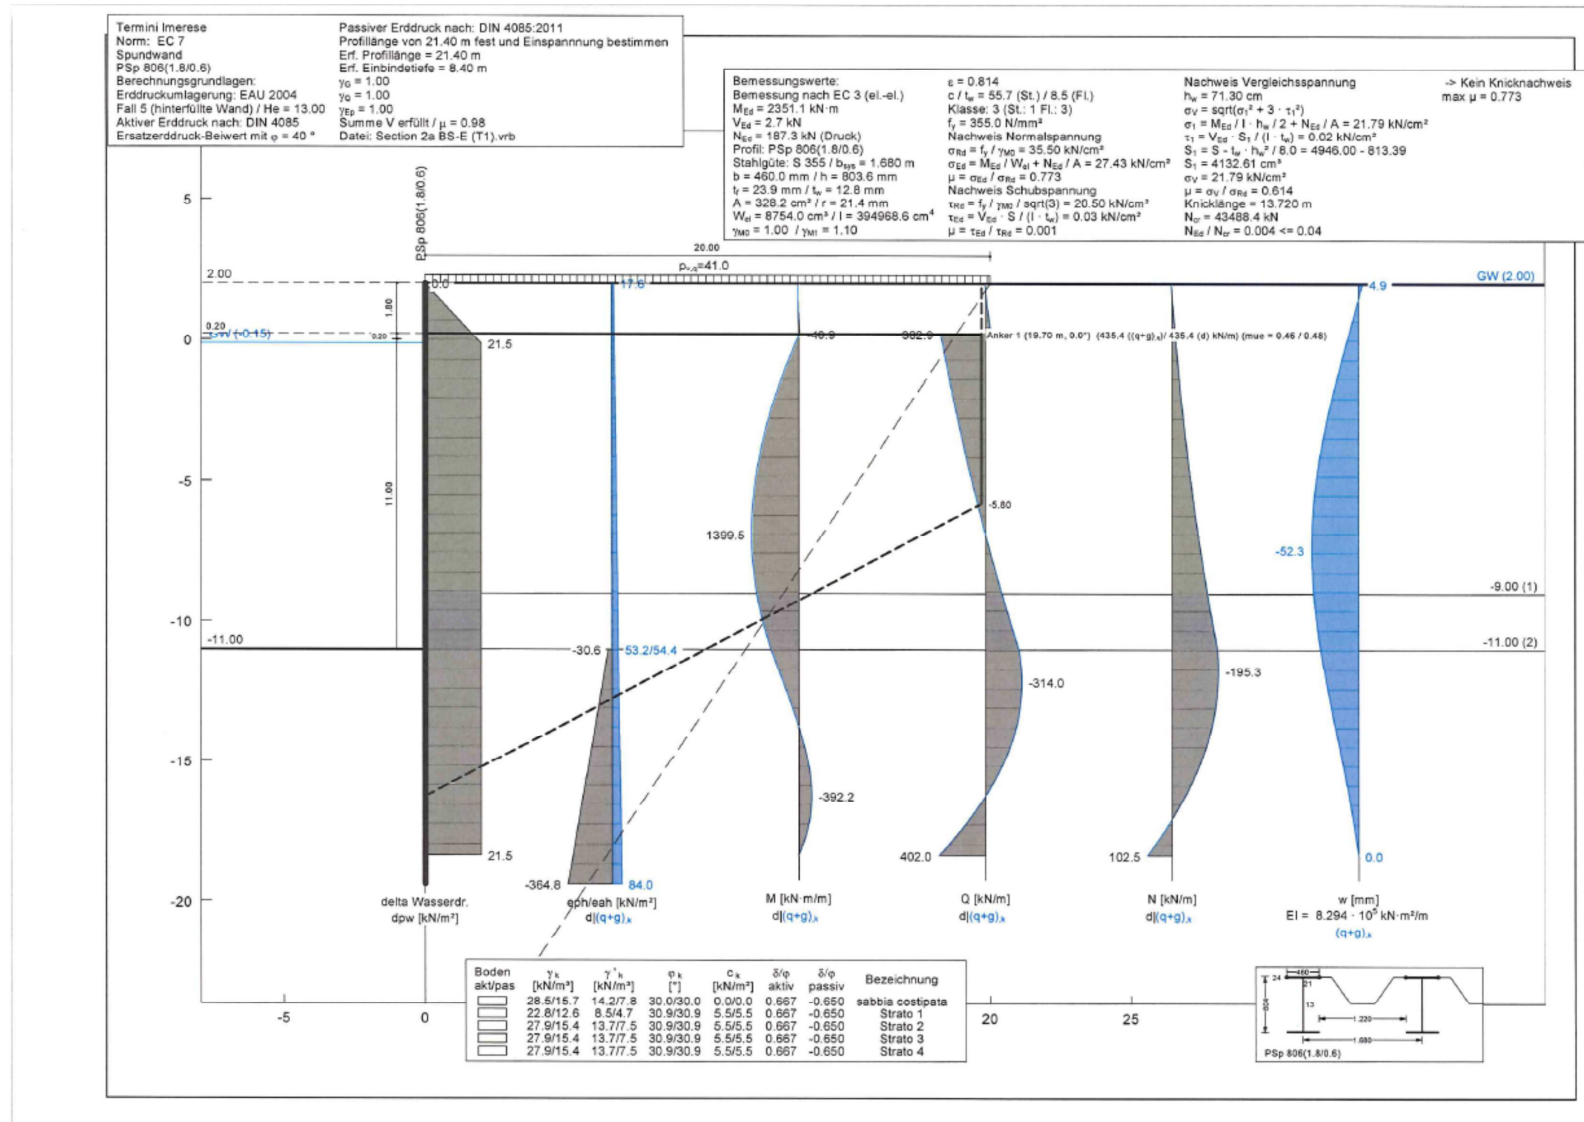 Termini Imerese
Norm: EC 7
Spundwand
PSp 806(1.8/0.6)
Berechnungsgrundlagen:
Erddruckumlagerung: EAU 2004
Fall 5 (hinterfüllte Wand) / He = 13.00
Aktiver Erddruck nach: DIN 4085
Ersatzerddruck-Beiwert mit φ = 40 °
Passiver Erddruck nach: DIN 4085:2011
Profillänge von 21.40 m fest und Einspannnung bestimmen
Erf. Profillänge = 21.40 m
Erf. Einbindetiefe = 8.40 m
γG = 1.00
γQ = 1.00
γEp = 1.00
Summe V erfüllt / μ = 0.98
Datei: Section 2a BS-E (T1).vrb
Bemessungswerte:
Bemessung nach EC 3 (el.-el.)
MEd = 2351.1 kN·m
VEd = 2.7 kN
NEd = 187.3 kN (Druck)
Profil: PSp 806(1.8/0.6)
Stahlgüte: S 355 / bsys = 1.680 m
b = 460.0 mm / h = 803.6 mm
tf = 23.9 mm / tw = 12.8 mm
A = 328.2 cm² / r = 21.4 mm
Wel = 8754.0 cm³ / I = 394968.6 cm⁴
γM0 = 1.00 / γM1 = 1.10
ε = 0.814
c / tw = 55.7 (St.) / 8.5 (Fl.)
Klasse: 3 (St.: 1 Fl.: 3)
fy = 355.0 N/mm²
Nachweis Normalspannung
σRd = fy / γM0 = 35.50 kN/cm²
σEd = MEd / Wel + NEd / A = 27.43 kN/cm²
μ = σEd / σRd = 0.773
Nachweis Schubspannung
τRd = fy / γM0 / sqrt(3) = 20.50 kN/cm²
τEd = VEd · S / (I · tw) = 0.03 kN/cm²
μ = τEd / τRd = 0.001
Nachweis Vergleichsspannung
hw = 71.30 cm
σV = sqrt(σ1² + 3 · τ1²)
σ1 = MEd / I · hw / 2 + NEd / A = 21.79 kN/cm²
τ1 = VEd · S1 / (I · tw) = 0.02 kN/cm²
S1 = S - tw · hw² / 8.0 = 4946.00 - 813.39
S1 = 4132.61 cm³
σV = 21.79 kN/cm²
μ = σV / σRd = 0.614
Knicklänge = 13.720 m
Ncr = 43488.4 kN
NEd / Ncr = 0.004 <= 0.04
-> Kein Knicknachweis
max μ = 0.773
PSp 806(1.8/0.6)
5
20.00
2.00
0.0
17.6
GW (2.00)
4.9
1.80
0.20
0.20
GW (-0.15)
0
21.5
Anker 1 (19.70 m, 0.0°) (435.4 ((q+g),k)/ 435.4 (d) kN/m) (mue = 0.46 / 0.48)
-5
11.00
-5.80
1399.5
-52.3
-9.00 (1)
-10
-11.00
-30.6
53.2/54.4
-11.00 (2)
-314.0
-195.3
-15
-392.2
21.5
402.0
102.5
0.0
-364.8
84.0
-20
delta Wasserdr.
dpw [kN/m²]
eph/eah [kN/m²]
d|(q+g),k
M [kN·m/m]
d|(q+g),k
Q [kN/m]
d|(q+g),k
N [kN/m]
d|(q+g),k
w [mm]
EI = 8.294 · 10⁵ kN·m²/m
(q+g),k
Boden akt/pas γk [kN/m³] γ'k [kN/m³] φk [°] ck [kN/m²] δ/φ aktiv δ/φ passiv Bezeichnung
28.5/15.7 14.2/7.8 30.0/30.0 0.0/0.0 0.667 -0.650 sabbia costipata
22.8/12.6 8.5/4.7 30.9/30.9 5.5/5.5 0.667 -0.650 Strato 1
27.9/15.4 13.7/7.5 30.9/30.9 5.5/5.5 0.667 -0.650 Strato 2
27.9/15.4 13.7/7.5 30.9/30.9 5.5/5.5 0.667 -0.650 Strato 3
27.9/15.4 13.7/7.5 30.9/30.9 5.5/5.5 0.667 -0.650 Strato 4
-5
0
20
25
24
460
21
13
804
1.220
1.680
PSp 806(1.8/0.6)